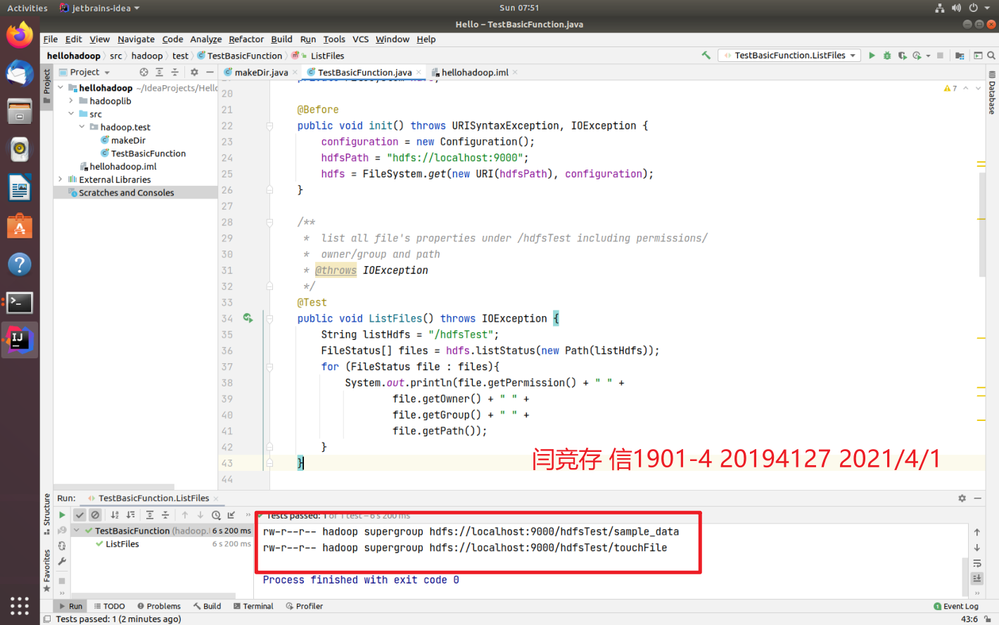 Activities
jetbrains-idea
Sun 07:51
Hello – TestBasicFunction.java
File Edit View Navigate Code Analyze Refactor Build Run Tools VCS Window Help
hellohadoop src hadoop test TestBasicFunction ListFiles
TestBasicFunction.ListFiles
Project
Project
makeDir.java
TestBasicFunction.java
hellohadoop.iml
Database
hellohadoop ~/IdeaProjects/Hello
hadooplib
src
hadoop.test
makeDir
TestBasicFunction
hellohadoop.iml
External Libraries
Scratches and Consoles
7
20
21 @Before
22 public void init() throws URISyntaxException, IOException {
23 configuration = new Configuration();
24 hdfsPath = "hdfs://localhost:9000";
25 hdfs = FileSystem.get(new URI(hdfsPath), configuration);
26 }
27
28 /**
29 * list all file's properties under /hdfsTest including permissions/
30 * owner/group and path
31 * @throws IOException
32 */
33 @Test
34 public void ListFiles() throws IOException {
35 String listHdfs = "/hdfsTest";
36 FileStatus[] files = hdfs.listStatus(new Path(listHdfs));
37 for (FileStatus file : files){
38 System.out.println(file.getPermission() + " " +
39 file.getOwner() + " " +
40 file.getGroup() + " " +
41 file.getPath());
42 }
43 }
44
闫竞存 信1901-4 20194127 2021/4/1
Structure
Favorites
Run: TestBasicFunction.ListFiles
Tests passed: 1 of 1 test – 6 s 200 ms
TestBasicFunction (hadoop. 6 s 200 ms
ListFiles 6 s 200 ms
rw-r--r-- hadoop supergroup hdfs://localhost:9000/hdfsTest/sample_data
rw-r--r-- hadoop supergroup hdfs://localhost:9000/hdfsTest/touchFile
Process finished with exit code 0
Run TODO Problems Build Terminal Profiler
1 Event Log
Tests passed: 1 (2 minutes ago)
43:6